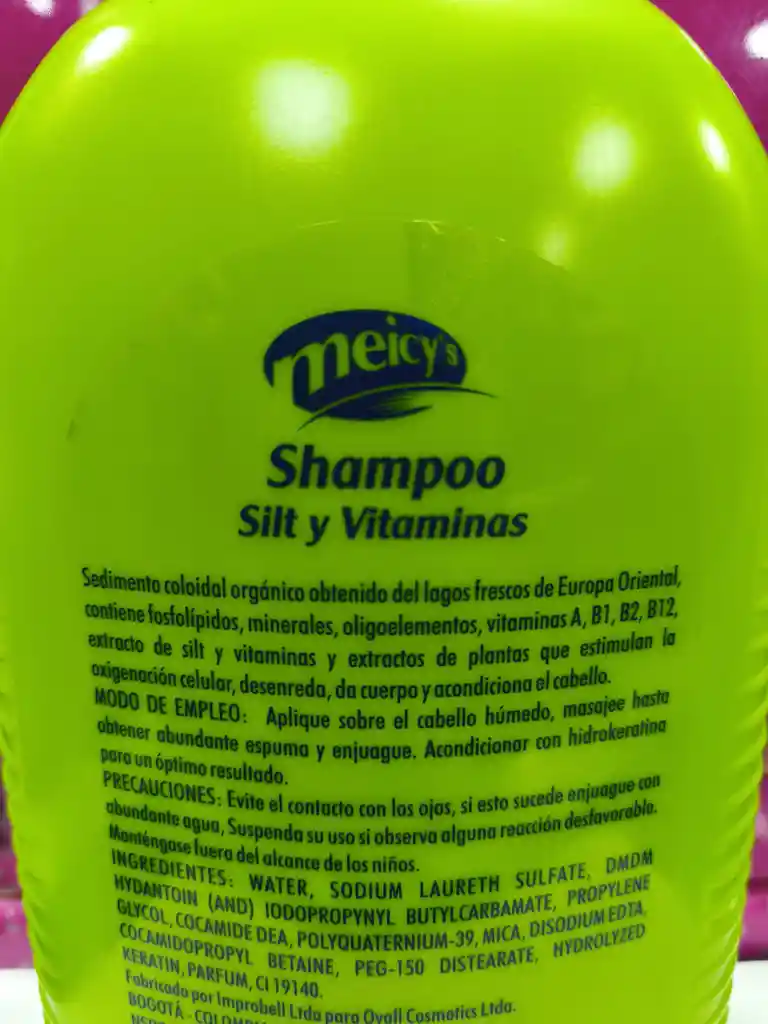 meicy's
Shampoo
Silt y Vitaminas
Sedimento coloidal orgánico obtenido del lagos frescos de Europa Oriental,
contiene fosfolípidos, minerales, oligoelementos, vitaminas A, B1, B2, B12,
extracto de silt y vitaminas y extractos de plantas que estimulan la
oxigenación celular, desenreda, da cuerpo y acondiciona el cabello.
MODO DE EMPLEO: Aplique sobre el cabello húmedo, masajee hasta
obtener abundante espuma y enjuague. Acondicionar con hidrokeratina
para un óptimo resultado.
PRECAUCIONES: Evite el contacto con los ojos, si esto sucede enjuague con
abundante agua, Suspenda su uso si observa alguna reacción desfavorable.
Manténgase fuera del alcance de los niños.
INGREDIENTES: WATER, SODIUM LAURETH SULFATE, DMDM
HYDANTOIN (AND) IODOPROPYNYL BUTYLCARBAMATE, PROPYLENE
GLYCOL, COCAMIDE DEA, POLYQUATERNIUM-39, MICA, DISODIUM EDTA,
COCAMIDOPROPYL BETAINE, PEG-150 DISTEARATE, HYDROLYZED
KERATIN, PARFUM, CI 19140.
Fabricado por Improbell Ltda para Ovall Cosmetics Ltda.
BOGOTÁ - COLOMBIA